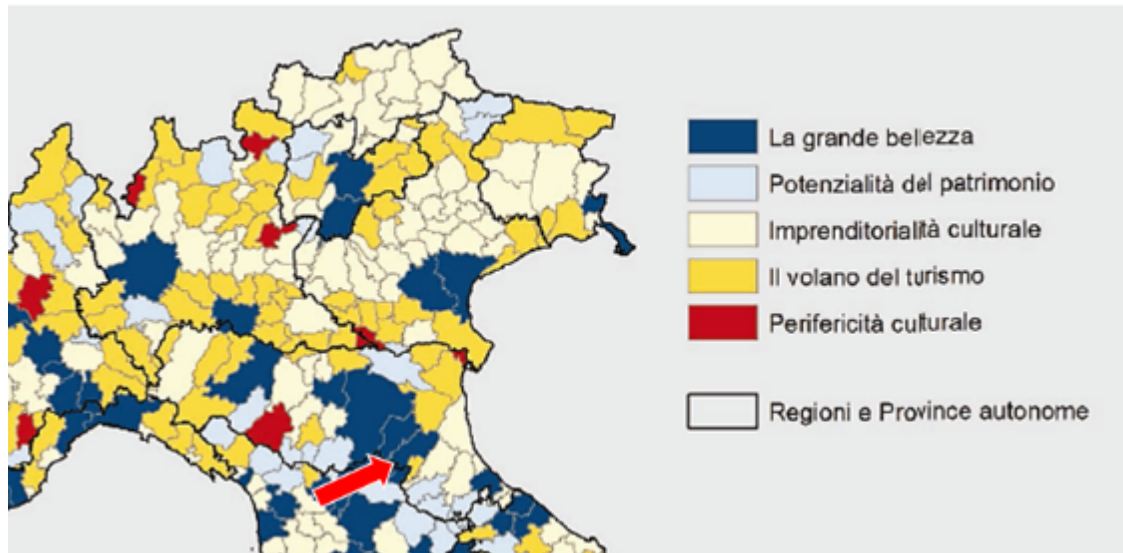 La grande bellezza
Potenzialità del patrimonio
Imprenditorialità culturale
Il volano del turismo
Perifericità culturale
Regioni e Province autonome